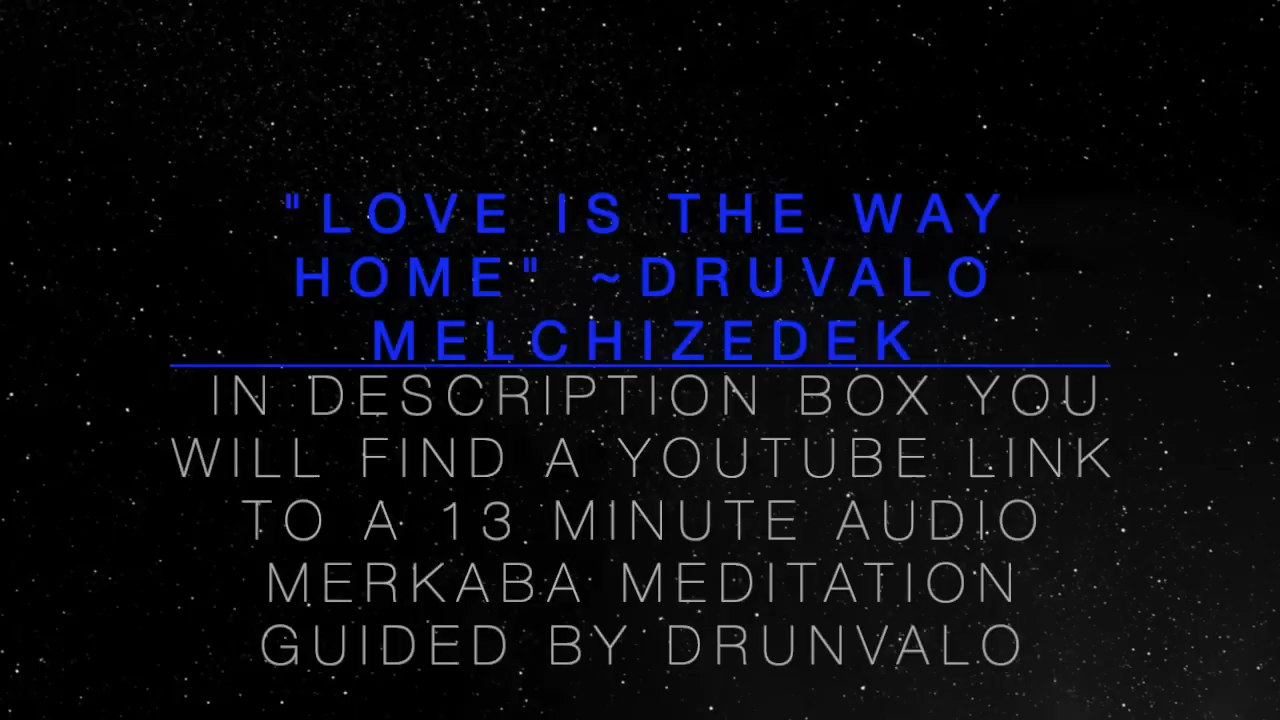 "LOVE IS THE WAY
HOME" ~DRUVALO
MELCHIZEDEK
IN DESCRIPTION BOX YOU
WILL FIND A YOUTUBE LINK
TO A 13 MINUTE AUDIO
MERKABA MEDITATION
GUIDED BY DRUNVALO